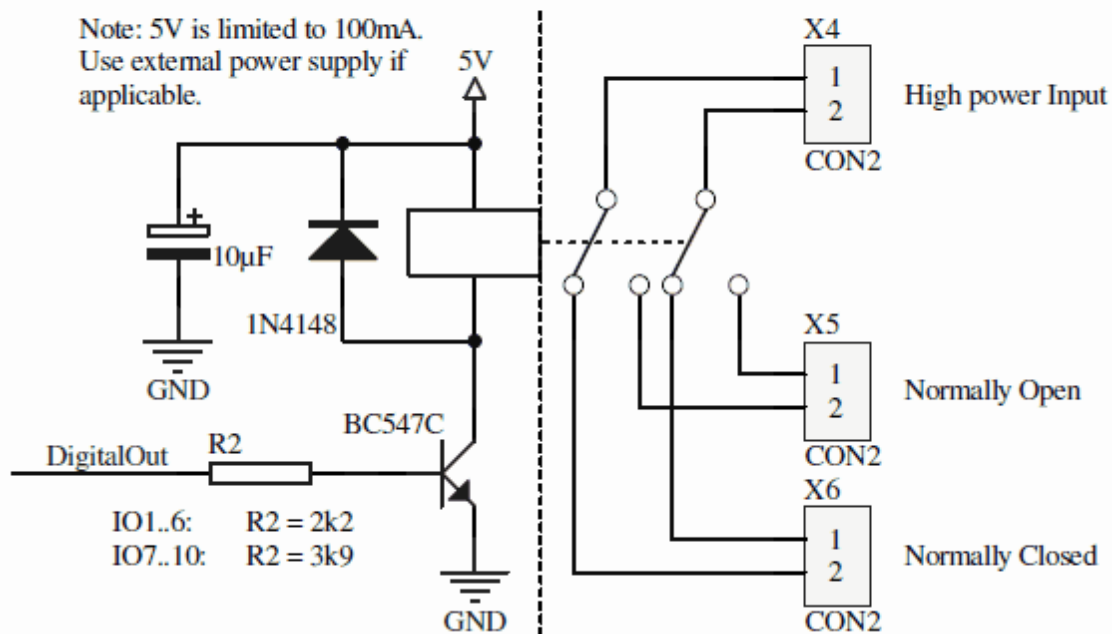 Note: 5V is limited to 100mA.
Use external power supply if
applicable.
5V
+
10µF
GND
1N4148
BC547C
DigitalOut
R2
IO1..6: R2 = 2k2
IO7..10: R2 = 3k9
GND
X4
1
2
CON2
High power Input
X5
1
2
CON2
Normally Open
X6
1
2
CON2
Normally Closed